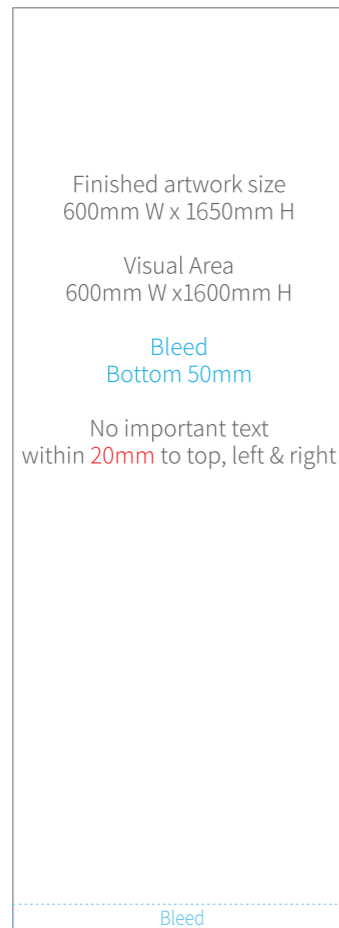 Finished artwork size
600mm W x 1650mm H
Visual Area
600mm W x1600mm H
Bleed
Bottom 50mm
No important text
within 20mm to top, left & right
Bleed